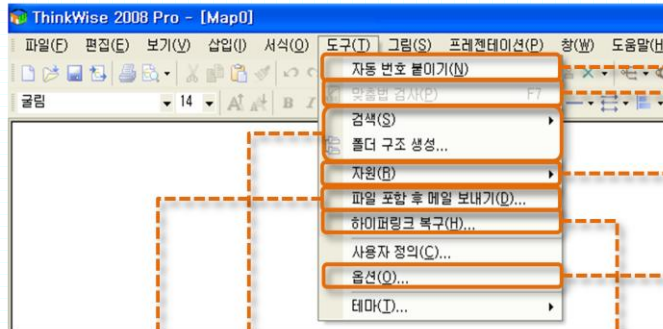 ThinkWise 2008 Pro - [Map0]
파일(F) 편집(E) 보기(V) 삽입(I) 서식(O) 도구(T) 그림(S) 프레젠테이션(P) 창(W) 도움말(H
자동 번호 붙이기(N)
굴림 14 B I
맞춤법 검사(P) F7
검색(S)
폴더 구조 생성...
자원(R)
파일 포함 후 메일 보내기(D)...
하이퍼링크 복구(H)...
사용자 정의(C)...
옵션(O)...
테마(T)...